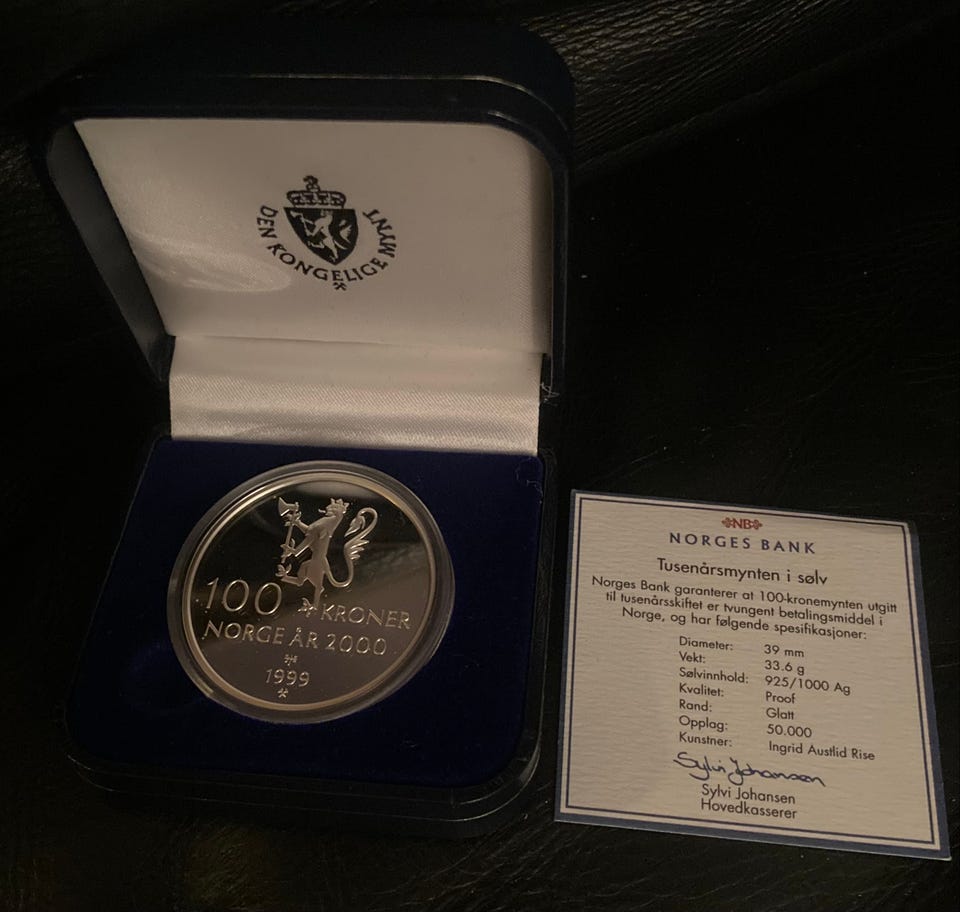 DEN KONGELIGE MYNT
100 KRONER
NORGE ÅR 2000
1999
NB
NORGES BANK
Tusenårsmynten i sølv
Norges Bank garanterer at 100-kronemynten utgitt
til tusenårsskiftet er tvungent betalingsmiddel i
Norge, og har følgende spesifikasjoner:
Diameter: 39 mm
Vekt: 33.6 g
Sølvinnhold: 925/1000 Ag
Kvalitet: Proof
Rand: Glatt
Opplag: 50.000
Kunstner: Ingrid Austlid Rise
Sylvi Johansen
Sylvi Johansen
Hovedkasserer